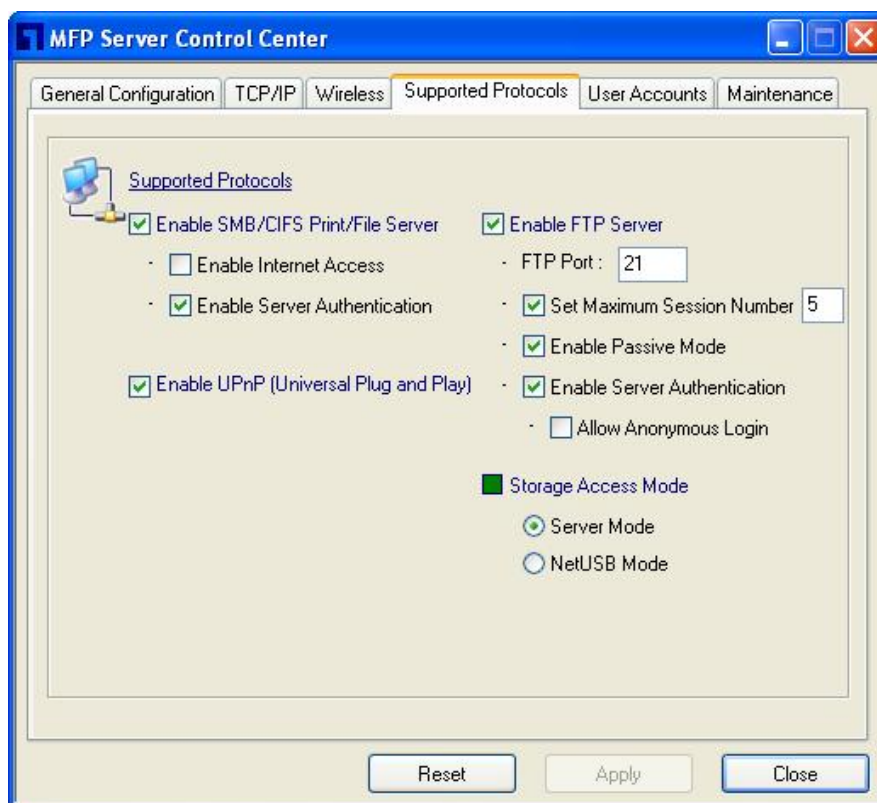 MFP Server Control Center
General Configuration TCP/IP Wireless Supported Protocols User Accounts Maintenance
Supported Protocols
Enable SMB/CIFS Print/File Server
Enable Internet Access
Enable Server Authentication
Enable UPnP (Universal Plug and Play)
Enable FTP Server
FTP Port : 21
Set Maximum Session Number 5
Enable Passive Mode
Enable Server Authentication
Allow Anonymous Login
Storage Access Mode
Server Mode
NetUSB Mode
Reset Apply Close